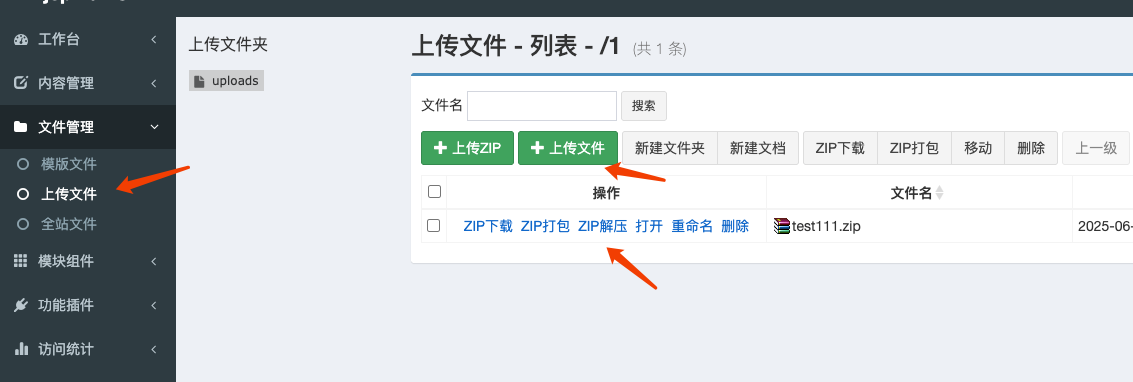 工作台
内容管理
文件管理
模版文件
上传文件
全站文件
模块组件
功能插件
访问统计
上传文件夹
uploads
上传文件 - 列表 - /1 (共 1 条)
文件名 搜索
上传ZIP 上传文件 新建文件夹 新建文档 ZIP下载 ZIP打包 移动 删除 上一级
操作 文件名
ZIP下载 ZIP打包 ZIP解压 打开 重命名 删除 test111.zip 2025-06-